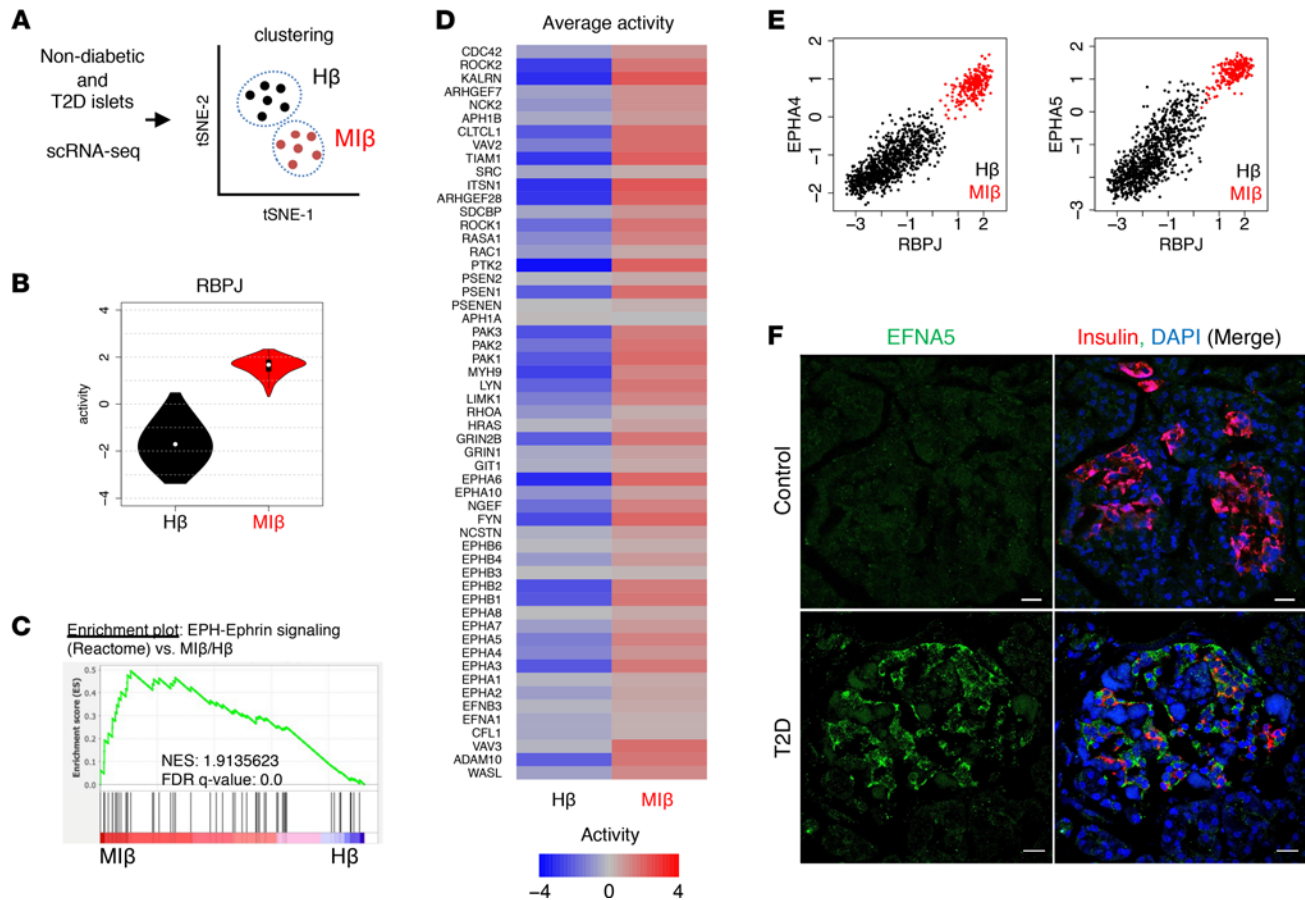 A
Non-diabetic
and
T2D islets
scRNA-seq
clustering
Hβ
MIβ
tSNE-2
tSNE-1
B
RBPJ
activity
4
2
0
−2
−4
Hβ
MIβ
C
Enrichment plot: EPH-Ephrin signaling
(Reactome) vs. MIβ/Hβ
Enrichment score (ES)
0.5
0.4
0.3
0.2
0.1
0.0
NES: 1.9135623
FDR q-value: 0.0
MIβ
Hβ
D
Average activity
CDC42
ROCK2
KALRN
ARHGEF7
NCK2
APH1B
CLTCL1
VAV2
TIAM1
SRC
ITSN1
ARHGEF28
SDCBP
ROCK1
RASA1
RAC1
PTK2
PSEN2
PSEN1
PSENEN
APH1A
PAK3
PAK2
PAK1
MYH9
LYN
LIMK1
RHOA
HRAS
GRIN2B
GRIN1
GIT1
EPHA6
EPHA10
NGEF
FYN
NCSTN
EPHB6
EPHB4
EPHB3
EPHB2
EPHB1
EPHA8
EPHA7
EPHA5
EPHA4
EPHA3
EPHA1
EPHA2
EFNB3
EFNA1
CFL1
VAV3
ADAM10
WASL
Hβ
MIβ
Activity
−4 0 4
E
EPHA4
2
1
0
−1
−2
Hβ
MIβ
−3 −1 1 2
RBPJ
EPHA5
2
1
0
−1
−3
Hβ
MIβ
−3 −1 1 2
RBPJ
F
EFNA5
Insulin, DAPI (Merge)
Control
T2D